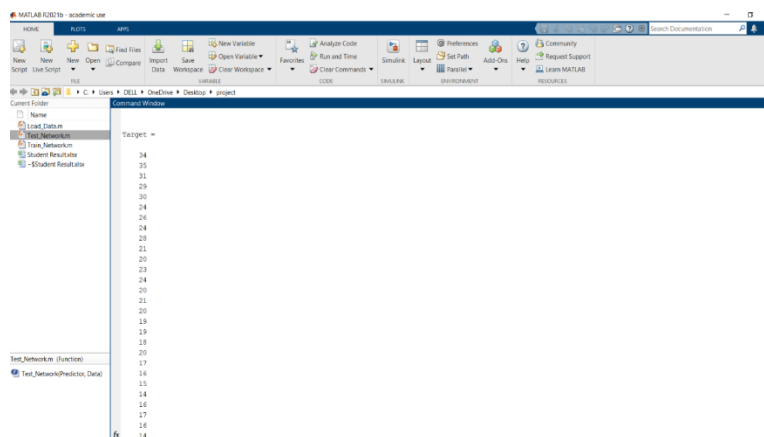 MATLAB R2021b - academic use
HOME PLOTS APPS
Search Documentation
New Script
New Live Script
New
Open
Find Files
Compare
Import Data
Save Workspace
New Variable
Open Variable
Clear Workspace
Favorites
Analyze Code
Run and Time
Clear Commands
Simulink
Layout
Preferences
Set Path
Parallel
Add-Ons
Help
Community
Request Support
Learn MATLAB
FILE VARIABLE CODE SIMULINK ENVIRONMENT RESOURCES
C: Users DELL OneDrive Desktop project
Current Folder
Name
Load_Data.m
Test_Network.m
Train_Network.m
Student Result.xlsx
~$Student Result.xlsx
Test_Network.m (Function)
Test_Network(Predictor, Data)
Command Window
Target =
34
35
31
29
30
24
26
24
28
21
20
23
24
20
21
20
19
19
18
20
17
16
15
14
16
17
16
fx 14